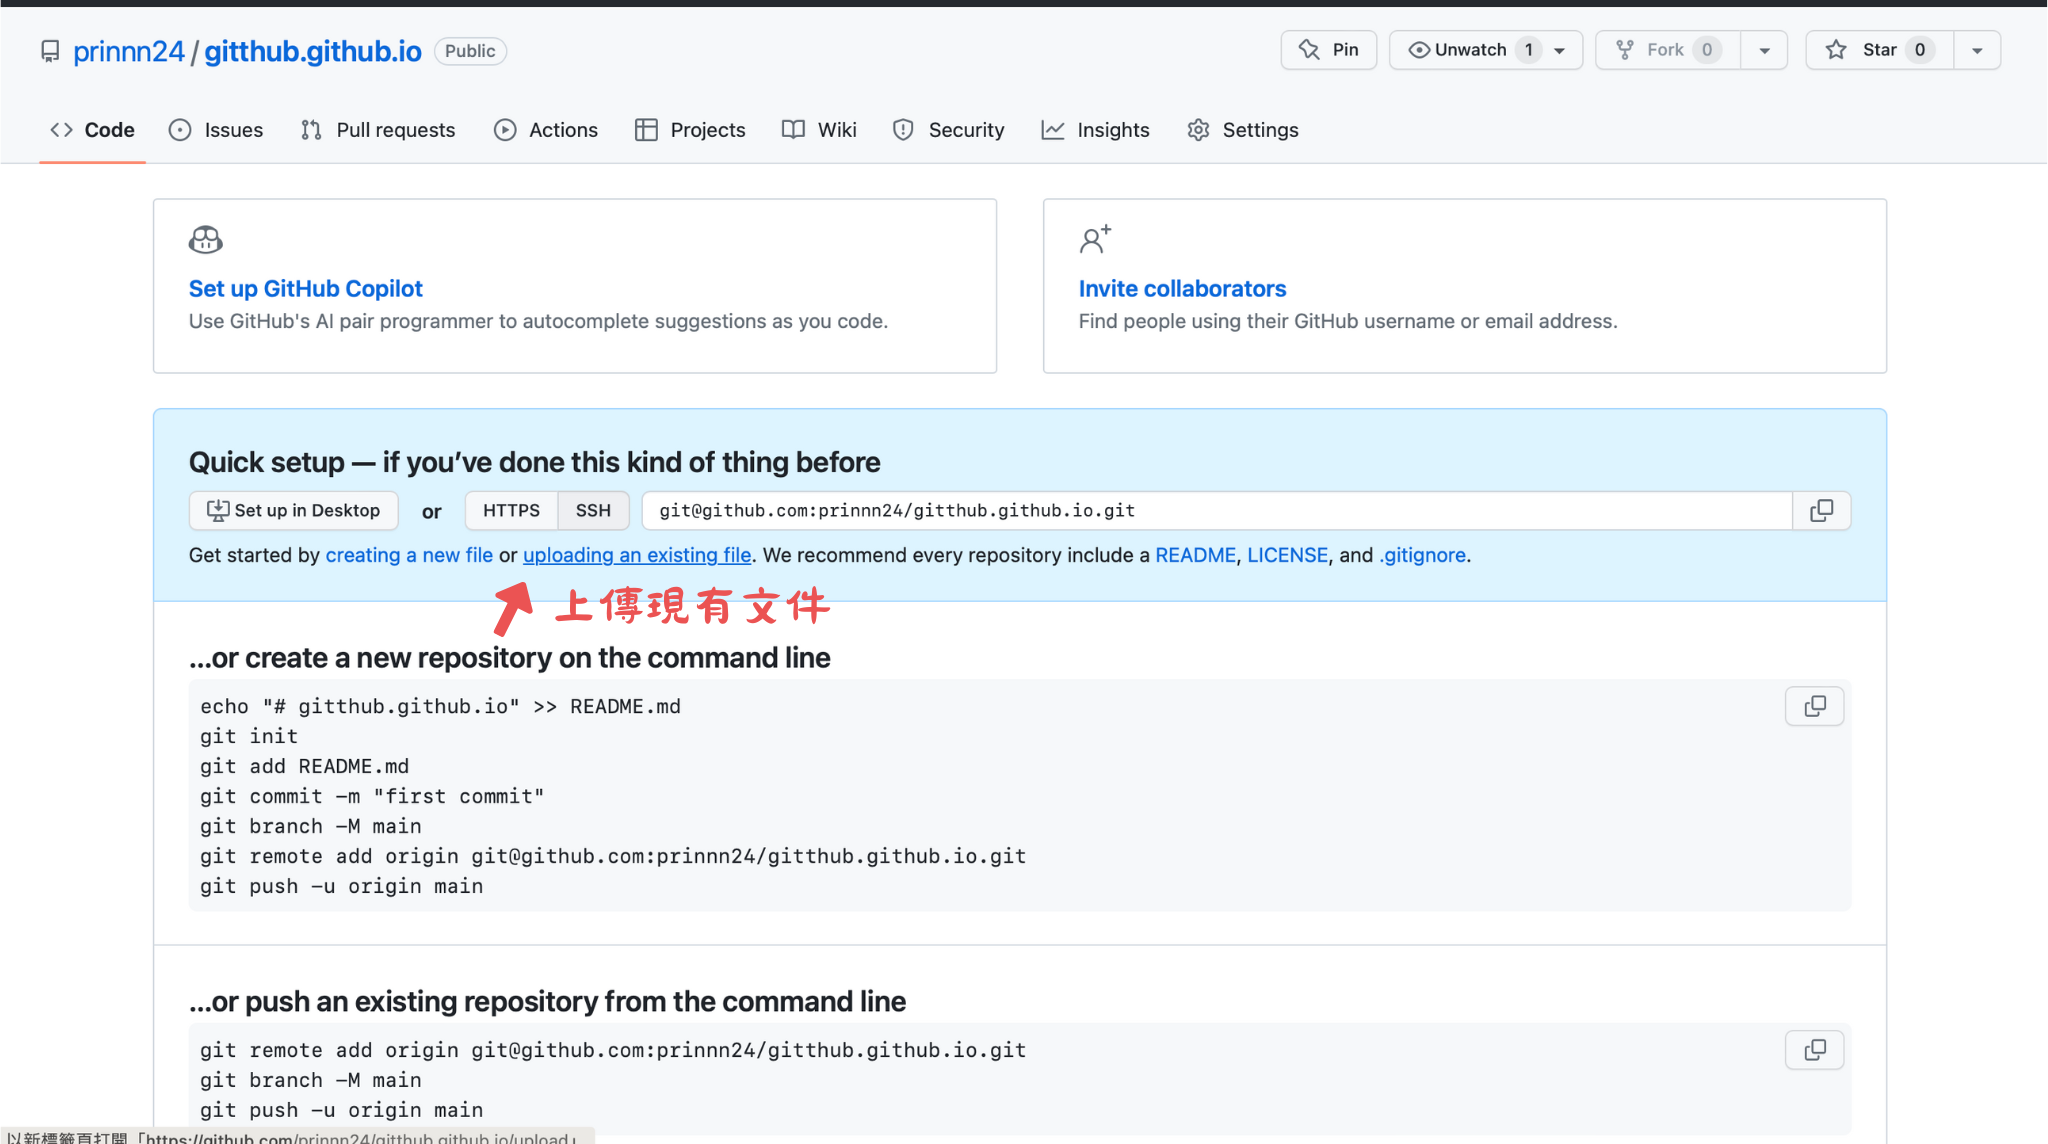 prinnn24 / gitthub.github.io Public
Pin Unwatch 1 Fork 0 Star 0
Code Issues Pull requests Actions Projects Wiki Security Insights Settings
Set up GitHub Copilot
Use GitHub's AI pair programmer to autocomplete suggestions as you code.
Invite collaborators
Find people using their GitHub username or email address.
Quick setup — if you’ve done this kind of thing before
Set up in Desktop or HTTPS SSH git@github.com:prinnn24/gitthub.github.io.git
Get started by creating a new file or uploading an existing file. We recommend every repository include a README, LICENSE, and .gitignore.
上傳現有文件
…or create a new repository on the command line
echo "# gitthub.github.io" >> README.md
git init
git add README.md
git commit -m "first commit"
git branch -M main
git remote add origin git@github.com:prinnn24/gitthub.github.io.git
git push -u origin main
…or push an existing repository from the command line
git remote add origin git@github.com:prinnn24/gitthub.github.io.git
git branch -M main
git push -u origin main
以新標籤頁打開「https://github.com/prinnn24/gitthub.github.io/upload」